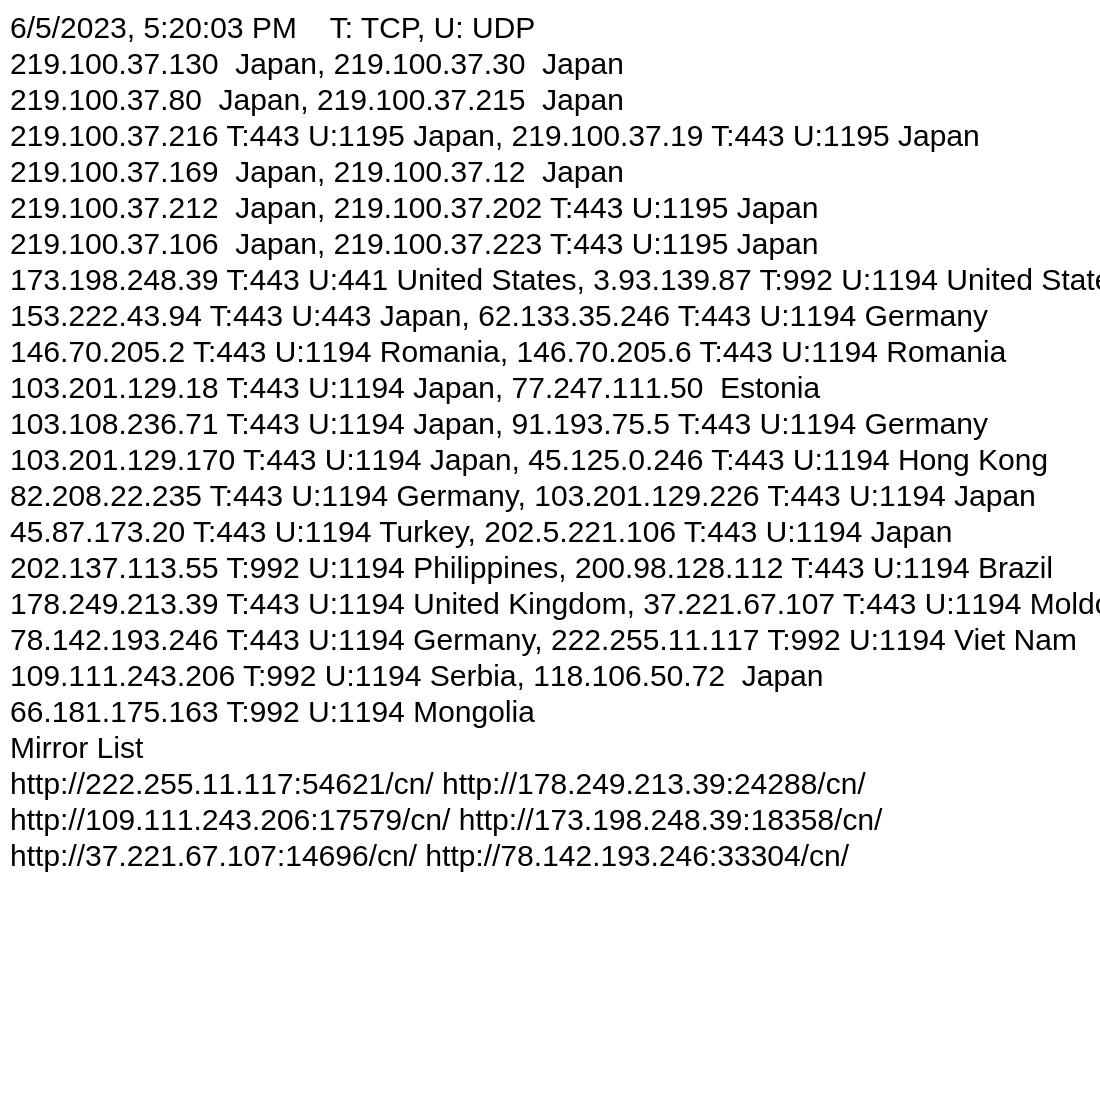 6/5/2023, 5:20:03 PM    T: TCP, U: UDP
219.100.37.130  Japan, 219.100.37.30  Japan
219.100.37.80  Japan, 219.100.37.215  Japan
219.100.37.216 T:443 U:1195 Japan, 219.100.37.19 T:443 U:1195 Japan
219.100.37.169  Japan, 219.100.37.12  Japan
219.100.37.212  Japan, 219.100.37.202 T:443 U:1195 Japan
219.100.37.106  Japan, 219.100.37.223 T:443 U:1195 Japan
173.198.248.39 T:443 U:441 United States, 3.93.139.87 T:992 U:1194 United State
153.222.43.94 T:443 U:443 Japan, 62.133.35.246 T:443 U:1194 Germany
146.70.205.2 T:443 U:1194 Romania, 146.70.205.6 T:443 U:1194 Romania
103.201.129.18 T:443 U:1194 Japan, 77.247.111.50  Estonia
103.108.236.71 T:443 U:1194 Japan, 91.193.75.5 T:443 U:1194 Germany
103.201.129.170 T:443 U:1194 Japan, 45.125.0.246 T:443 U:1194 Hong Kong
82.208.22.235 T:443 U:1194 Germany, 103.201.129.226 T:443 U:1194 Japan
45.87.173.20 T:443 U:1194 Turkey, 202.5.221.106 T:443 U:1194 Japan
202.137.113.55 T:992 U:1194 Philippines, 200.98.128.112 T:443 U:1194 Brazil
178.249.213.39 T:443 U:1194 United Kingdom, 37.221.67.107 T:443 U:1194 Moldo
78.142.193.246 T:443 U:1194 Germany, 222.255.11.117 T:992 U:1194 Viet Nam
109.111.243.206 T:992 U:1194 Serbia, 118.106.50.72  Japan
66.181.175.163 T:992 U:1194 Mongolia
Mirror List
http://222.255.11.117:54621/cn/ http://178.249.213.39:24288/cn/
http://109.111.243.206:17579/cn/ http://173.198.248.39:18358/cn/
http://37.221.67.107:14696/cn/ http://78.142.193.246:33304/cn/